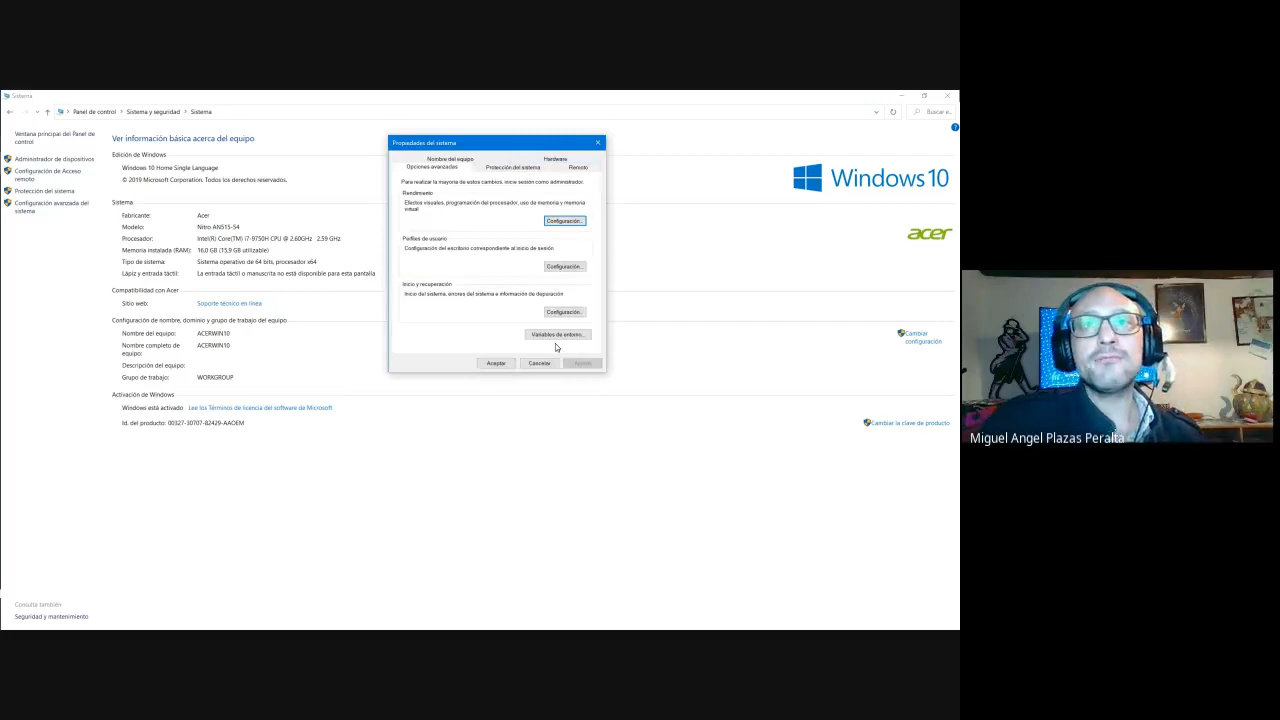 Sistema
Panel de control > Sistema y seguridad > Sistema
Buscar e...
Ventana principal del Panel de
control
Administrador de dispositivos
Configuración de Acceso
remoto
Protección del sistema
Configuración avanzada del
sistema
Ver información básica acerca del equipo
Edición de Windows
Windows 10 Home Single Language
© 2019 Microsoft Corporation. Todos los derechos reservados.
Windows 10
Sistema
Fabricante: Acer
Modelo: Nitro AN515-54
Procesador: Intel(R) Core(TM) i7-9750H CPU @ 2.60GHz 2.59 GHz
Memoria instalada (RAM): 16,0 GB (15,9 GB utilizable)
Tipo de sistema: Sistema operativo de 64 bits, procesador x64
Lápiz y entrada táctil: La entrada táctil o manuscrita no está disponible para esta pantalla
acer
Compatibilidad con Acer
Sitio web: Soporte técnico en línea
Configuración de nombre, dominio y grupo de trabajo del equipo
Nombre del equipo: ACERWIN10
Nombre completo de
equipo: ACERWIN10
Descripción del equipo:
Grupo de trabajo: WORKGROUP
Cambiar
configuración
Activación de Windows
Windows está activado Lee los Términos de licencia del software de Microsoft
Id. del producto: 00327-30707-82429-AAOEM
Cambiar la clave de producto
Consulta también
Seguridad y mantenimiento
Propiedades del sistema
Nombre del equipo Hardware
Opciones avanzadas Protección del sistema Remoto
Para realizar la mayoría de estos cambios, inicie sesión como administrador.
Rendimiento
Efectos visuales, programación del procesador, uso de memoria y memoria
virtual
Configuración...
Perfiles de usuario
Configuración del escritorio correspondiente al inicio de sesión
Configuración...
Inicio y recuperación
Inicio del sistema, errores del sistema e información de depuración
Configuración...
Variables de entorno...
Aceptar Cancelar Aplicar
Miguel Angel Plazas Peralta